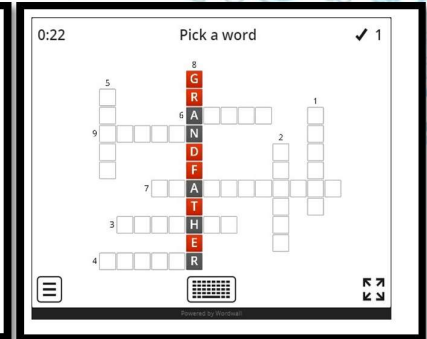 0:22 Pick a word ✓ 1
8
5 G
R 1
6 A
9 N 2
D
F
7 A
T
3 H
E
4 R
Powered by Wordwall